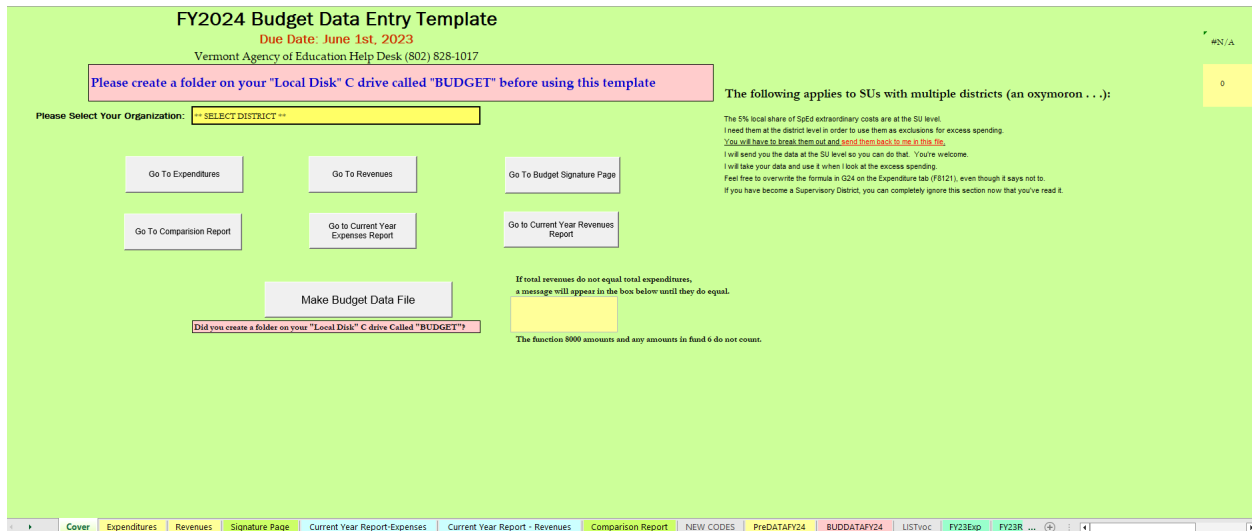 FY2024 Budget Data Entry Template
Due Date: June 1st, 2023
Vermont Agency of Education Help Desk (802) 828-1017
#N/A
Please create a folder on your "Local Disk" C drive called "BUDGET" before using this template
0
The following applies to SUs with multiple districts (an oxymoron . . .):
Please Select Your Organization: ** SELECT DISTRICT **
The 5% local share of SpEd extraordinary costs are at the SU level.
I need them at the district level in order to use them as exclusions for excess spending.
You will have to break them out and send them back to me in this file.
I will send you the data at the SU level so you can do that. You're welcome.
I will take your data and use it when I look at the excess spending.
Feel free to overwrite the formula in G24 on the Expenditure tab (F8121), even though it says not to.
If you have become a Supervisory District, you can completely ignore this section now that you've read it.
Go To Expenditures
Go To Revenues
Go To Budget Signature Page
Go To Comparision Report
Go to Current Year
Expenses Report
Go to Current Year Revenues
Report
If total revenues do not equal total expenditures,
a message will appear in the box below until they do equal.
Make Budget Data File
Did you create a folder on your "Local Disk" C drive Called "BUDGET"?
The function 8000 amounts and any amounts in fund 6 do not count.
Cover Expenditures Revenues Signature Page Current Year Report-Expenses Current Year Report - Revenues Comparison Report NEW CODES PreDATAFY24 BUDDATAFY24 LISTvoc FY23Exp FY23R ...